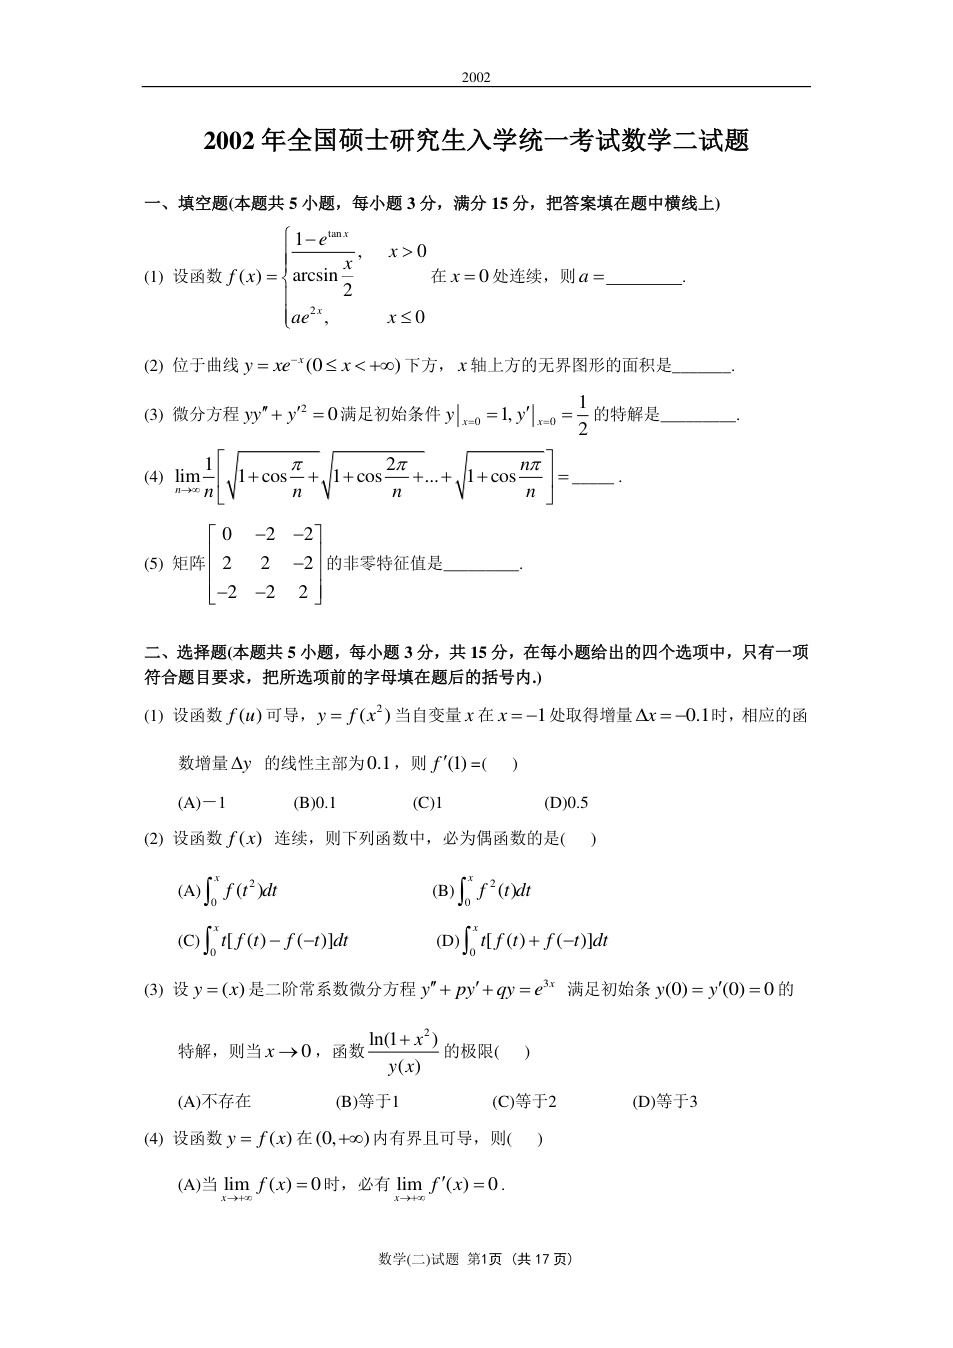 2002
2002 年全国硕士研究生入学统一考试数学二试题
一、填空题(本题共 5 小题，每小题 3 分，满分 15 分，把答案填在题中横线上)
(1) 设函数 f(x) = { (1 − e^{tan x}) / (arcsin (x/2)), x > 0; ae^{2x}, x ≤ 0 在 x = 0 处连续，则 a = ________.
(2) 位于曲线 y = xe^{−x} (0 ≤ x < +∞) 下方，x 轴上方的无界图形的面积是_______.
(3) 微分方程 yy″ + y′² = 0 满足初始条件 y|_{x=0} = 1, y′|_{x=0} = 1/2 的特解是_________.
(4) lim_{n→∞} 1/n [√(1+cos π/n) + √(1+cos 2π/n) + ... + √(1+cos nπ/n)] = _____ .
(5) 矩阵 [0 −2 −2; 2 2 −2; −2 −2 2] 的非零特征值是_________.
二、选择题(本题共 5 小题，每小题 3 分，共 15 分，在每小题给出的四个选项中，只有一项
符合题目要求，把所选项前的字母填在题后的括号内.)
(1) 设函数 f(u) 可导，y = f(x²) 当自变量 x 在 x = −1 处取得增量 Δx = −0.1 时，相应的函
数增量 Δy 的线性主部为 0.1，则 f′(1) =( )
(A)－1 (B)0.1 (C)1 (D)0.5
(2) 设函数 f(x) 连续，则下列函数中，必为偶函数的是( )
(A) ∫₀ˣ f(t²)dt (B) ∫₀ˣ f²(t)dt
(C) ∫₀ˣ t[f(t) − f(−t)]dt (D) ∫₀ˣ t[f(t) + f(−t)]dt
(3) 设 y = (x) 是二阶常系数微分方程 y″ + py′ + qy = e^{3x} 满足初始条 y(0) = y′(0) = 0 的
特解，则当 x → 0，函数 ln(1+x²)/y(x) 的极限( )
(A)不存在 (B)等于1 (C)等于2 (D)等于3
(4) 设函数 y = f(x) 在 (0,+∞) 内有界且可导，则( )
(A)当 lim_{x→+∞} f(x) = 0 时，必有 lim_{x→+∞} f′(x) = 0 .
数学(二)试题 第1页 (共 17 页)